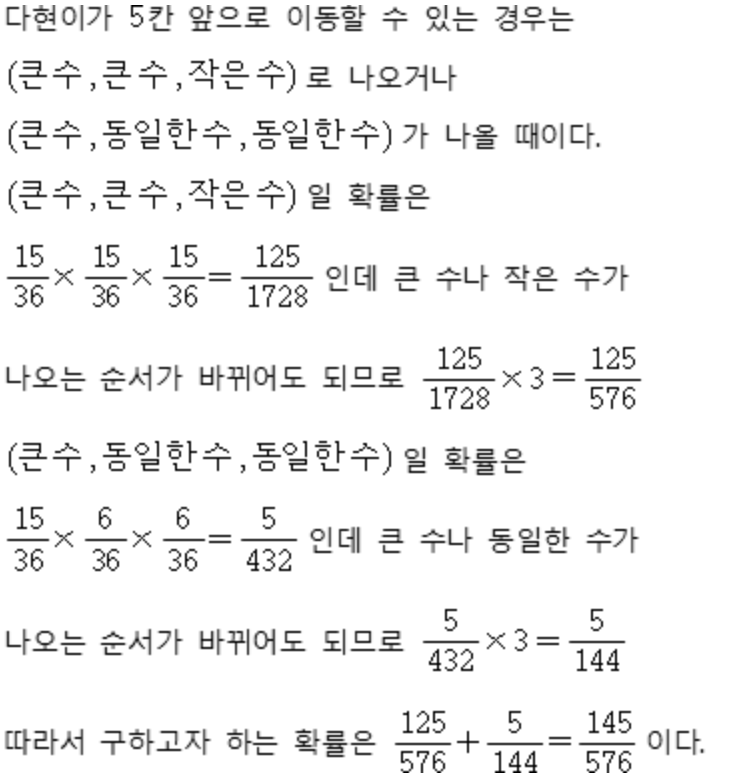 다현이가 5칸 앞으로 이동할 수 있는 경우는
(큰수,큰수,작은수)로 나오거나
(큰수,동일한수,동일한수)가 나올 때이다.
(큰수,큰수,작은수)일 확률은
15/36 × 15/36 × 15/36 = 125/1728 인데 큰 수나 작은 수가
나오는 순서가 바뀌어도 되므로 125/1728 × 3 = 125/576
(큰수,동일한수,동일한수)일 확률은
15/36 × 6/36 × 6/36 = 5/432 인데 큰 수나 동일한 수가
나오는 순서가 바뀌어도 되므로 5/432 × 3 = 5/144
따라서 구하고자 하는 확률은 125/576 + 5/144 = 145/576 이다.